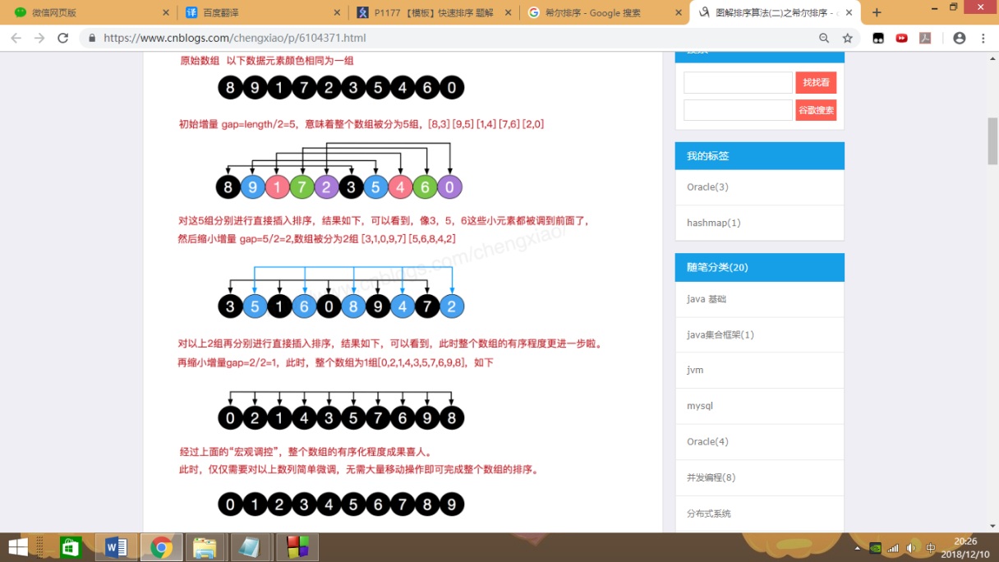 微信网页版
百度翻译
P1177 【模板】快速排序 题解
希尔排序 - Google 搜索
图解排序算法(二)之希尔排序 -
https://www.cnblogs.com/chengxiao/p/6104371.html
原始数组 以下数据元素颜色相同为一组
8 9 1 7 2 3 5 4 6 0
初始增量 gap=length/2=5，意味着整个数组被分为5组，[8,3][9,5][1,4][7,6][2,0]
8 9 1 7 2 3 5 4 6 0
对这5组分别进行直接插入排序，结果如下，可以看到，像3，5，6这些小元素都被调到前面了，
然后缩小增量 gap=5/2=2,数组被分为2组 [3,1,0,9,7][5,6,8,4,2]
www.cnblogs.com/chengxiao/
3 5 1 6 0 8 9 4 7 2
对以上2组再分别进行直接插入排序，结果如下，可以看到，此时整个数组的有序程度更进一步啦。
再缩小增量gap=2/2=1，此时，整个数组为1组[0,2,1,4,3,5,7,6,9,8]，如下
0 2 1 4 3 5 7 6 9 8
经过上面的“宏观调控”，整个数组的有序化程度成果喜人。
此时，仅仅需要对以上数列简单微调，无需大量移动操作即可完成整个数组的排序。
0 1 2 3 4 5 6 7 8 9
找找看
谷歌搜索
我的标签
Oracle(3)
hashmap(1)
随笔分类(20)
java 基础
java集合框架(1)
jvm
mysql
Oracle(4)
并发编程(8)
分布式系统
中
20:26
2018/12/10